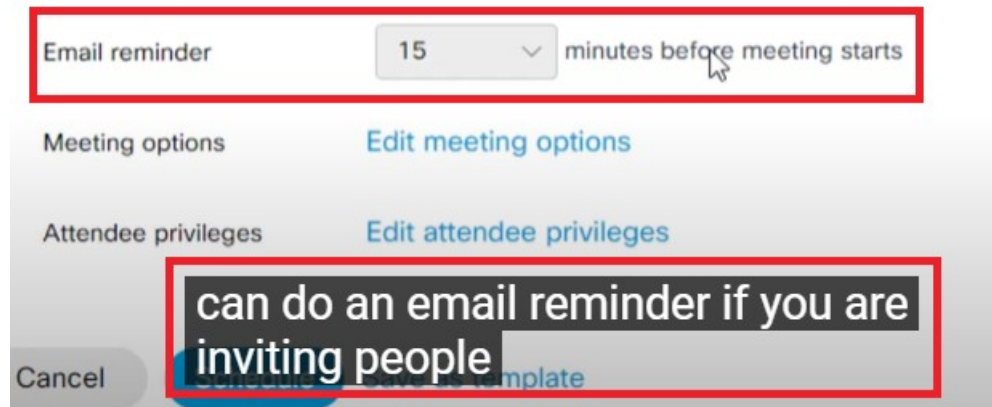 Email reminder 15 minutes before meeting starts
Meeting options Edit meeting options
Attendee privileges Edit attendee privileges
can do an email reminder if you are
inviting people
Cancel Schedule Save as template